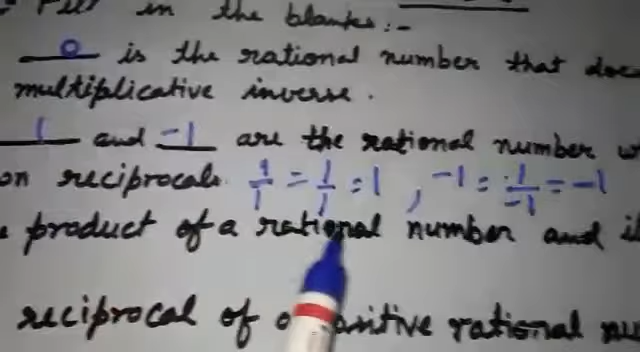 Fill in the blanks :-
0 is the rational number that does
multiplicative inverse .
1 and -1 are the rational number w
on reciprocals. 1/1 = 1/1 = 1 , -1 = 1/-1 = -1
product of a rational number and i
reciprocal of positive rational nu